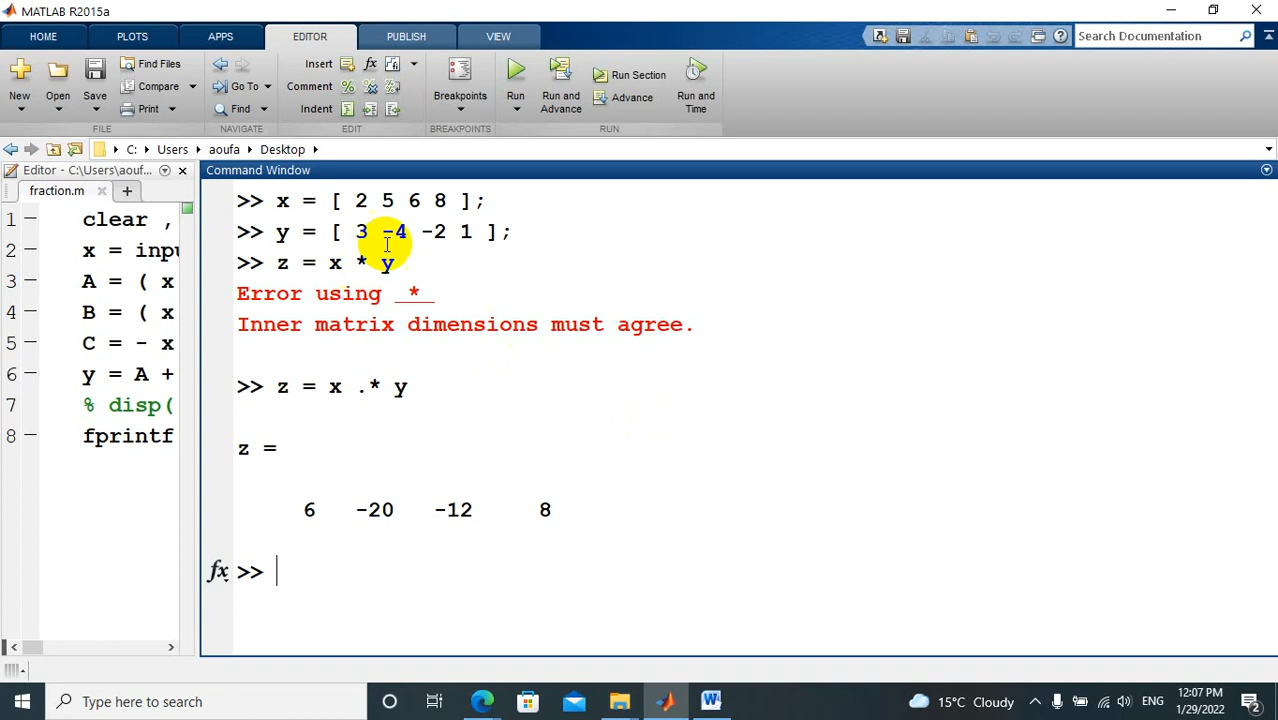 MATLAB R2015a
HOME PLOTS APPS EDITOR PUBLISH VIEW Search Documentation
New Open Save Find Files Compare Print
Go To Find
Insert Comment Indent
Breakpoints
Run Run and Advance Run Section Advance Run and Time
FILE NAVIGATE EDIT BREAKPOINTS RUN
C: Users aoufa Desktop
Editor - C:\Users\aouf...
fraction.m
1 clear ,
2 x = inpu
3 A = ( x
4 B = ( x
5 C = - x
6 y = A +
7 % disp(
8 fprintf
Command Window
>> x = [ 2 5 6 8 ];
>> y = [ 3 -4 -2 1 ];
>> z = x * y
Error using _*_
Inner matrix dimensions must agree.
>> z = x .* y
z =
6 -20 -12 8
fx >>
Type here to search
15°C Cloudy ENG 12:07 PM
1/29/2022 2